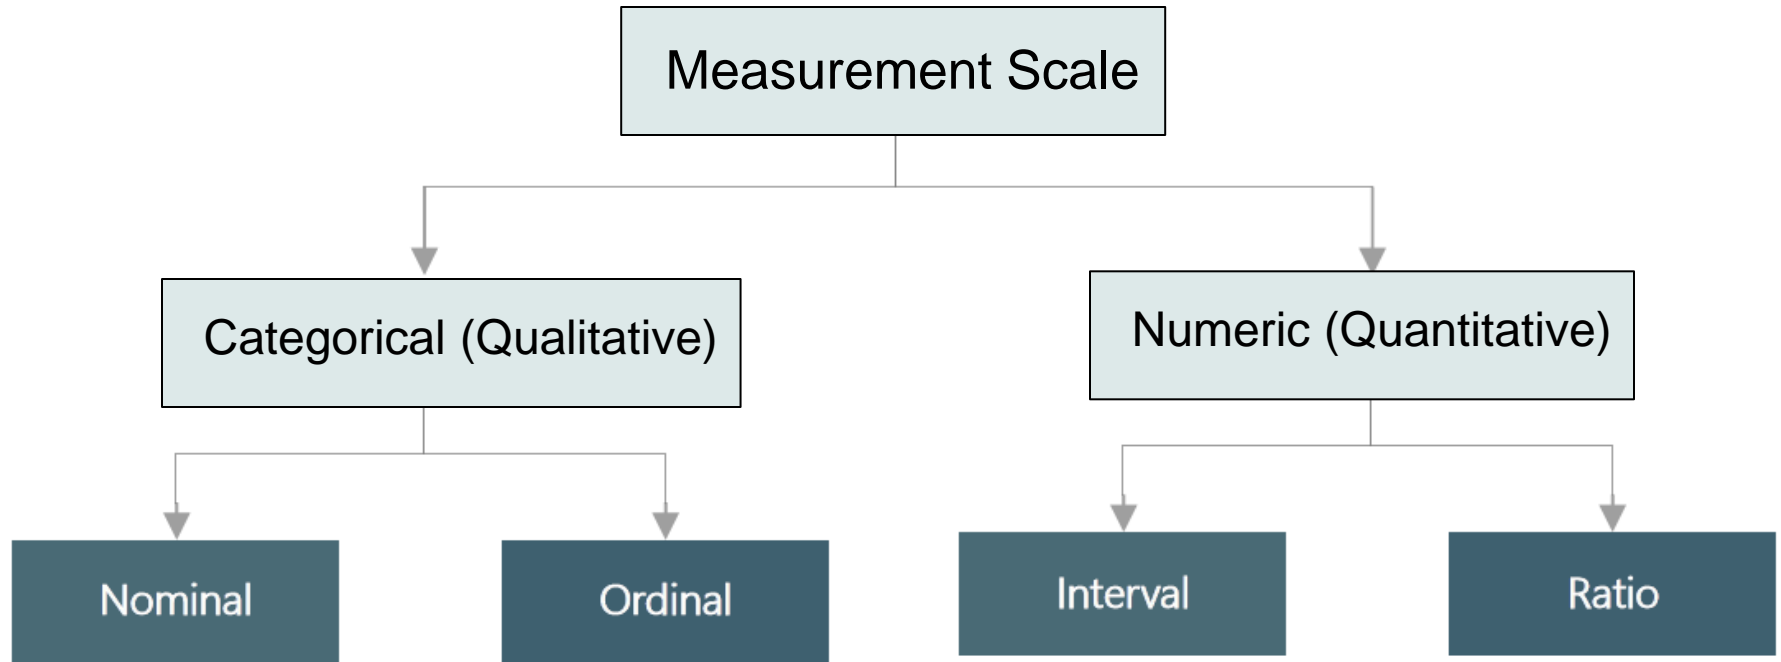 Measurement Scale
Categorical (Qualitative)
Numeric (Quantitative)
Nominal
Ordinal
Interval
Ratio